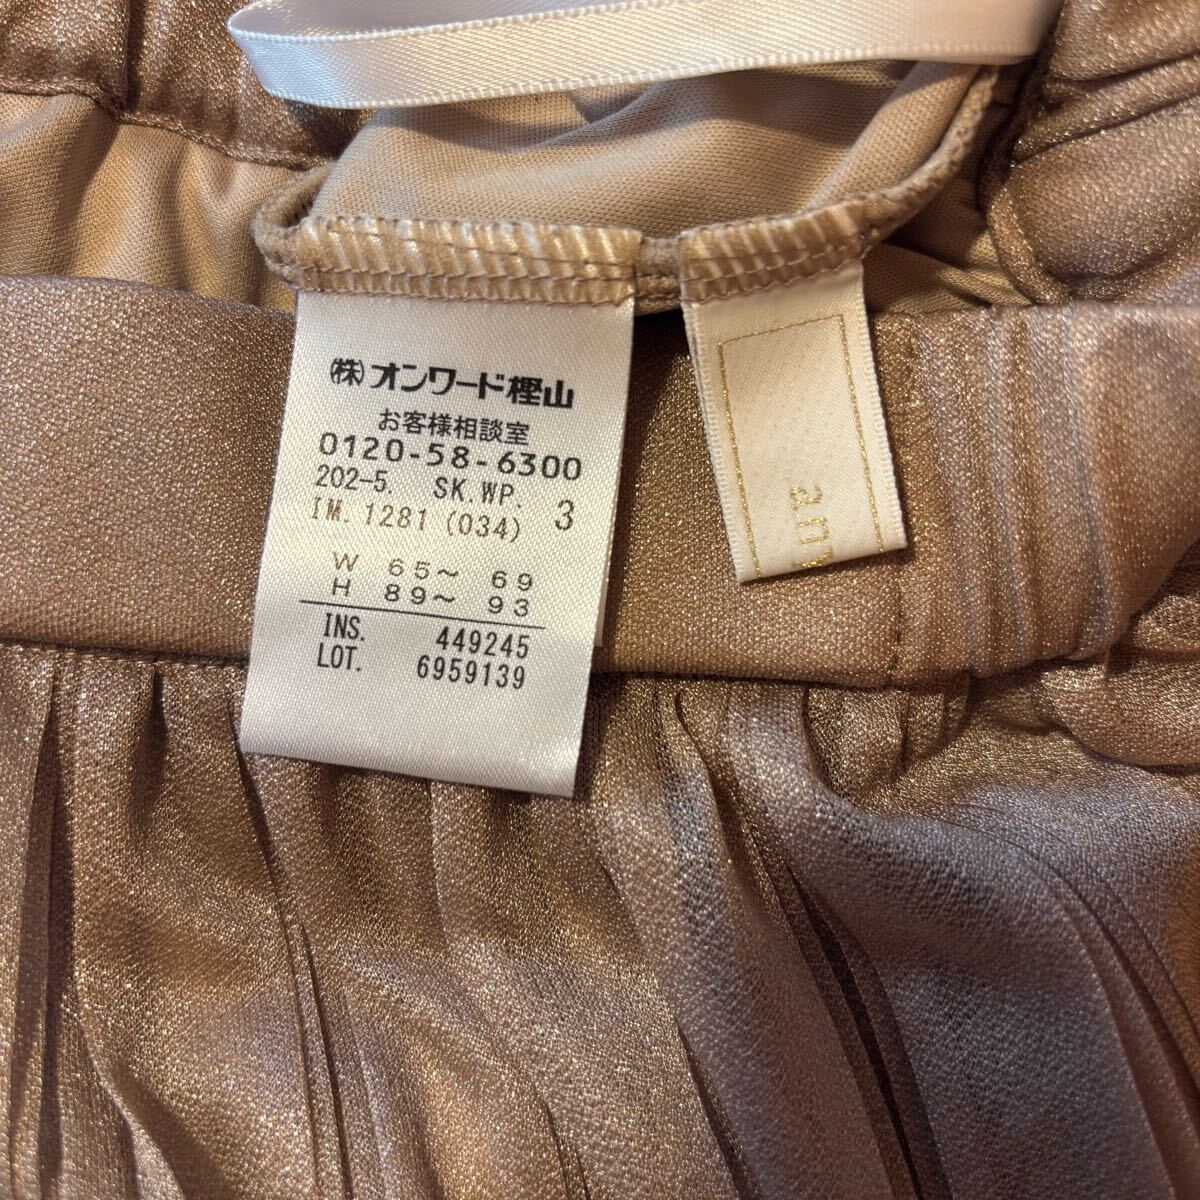 ㈱オンワード樫山
お客様相談室
0120-58-6300
202-5. SK.WP. 3
IM.1281 (034)
W 65～ 69
H 89～ 93
INS. 449245
LOT. 6959139